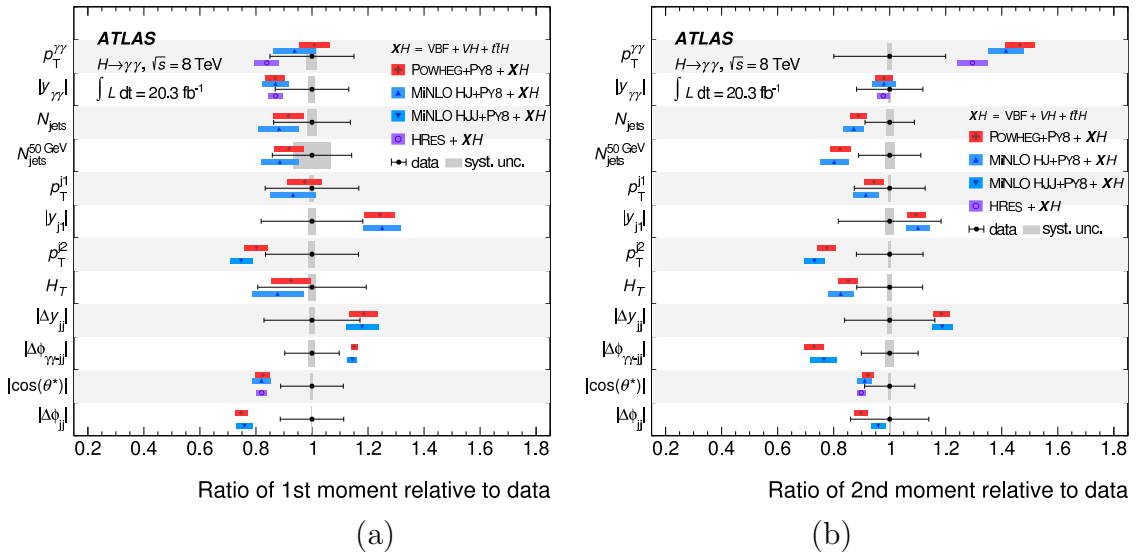 ATLAS
H→γγ, √s = 8 TeV
∫ L dt = 20.3 fb⁻¹
XH = VBF + VH + tt̄H
POWHEG+PY8 + XH
MiNLO HJ+PY8 + XH
MiNLO HJJ+PY8 + XH
HRES + XH
data syst. unc.
p_T^γγ
|y_γγ|
N_jets
N_jets^50 GeV
p_T^j1
|y_j1|
p_T^j2
H_T
|Δy_jj|
|Δϕ_γγ-jj|
|cos(θ*)|
|Δϕ_jj|
0.2 0.4 0.6 0.8 1 1.2 1.4 1.6 1.8
Ratio of 1st moment relative to data
(a)
ATLAS
H→γγ, √s = 8 TeV
∫ L dt = 20.3 fb⁻¹
XH = VBF + VH + tt̄H
POWHEG+PY8 + XH
MiNLO HJ+PY8 + XH
MiNLO HJJ+PY8 + XH
HRES + XH
data syst. unc.
p_T^γγ
|y_γγ|
N_jets
N_jets^50 GeV
p_T^j1
|y_j1|
p_T^j2
H_T
|Δy_jj|
|Δϕ_γγ-jj|
|cos(θ*)|
|Δϕ_jj|
0.2 0.4 0.6 0.8 1 1.2 1.4 1.6 1.8
Ratio of 2nd moment relative to data
(b)